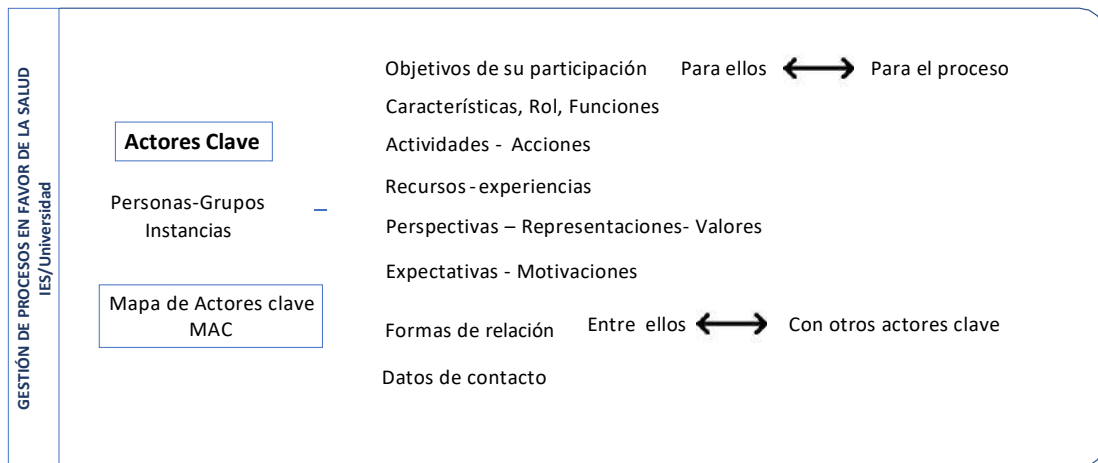 GESTIÓN DE PROCESOS EN FAVOR DE LA SALUD
IES/Universidad
Actores Clave
Personas-Grupos
Instancias
Mapa de Actores clave
MAC
Objetivos de su participación Para ellos Para el proceso
Características, Rol, Funciones
Actividades - Acciones
Recursos-experiencias
Perspectivas – Representaciones- Valores
Expectativas - Motivaciones
Formas de relación Entre ellos Con otros actores clave
Datos de contacto